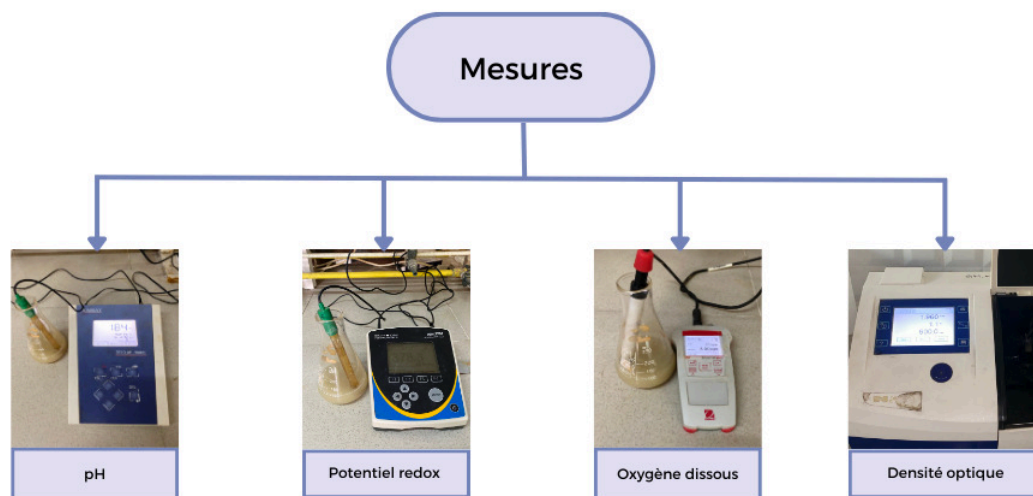 Mesures
pH
Potentiel redox
Oxygène dissous
Densité optique